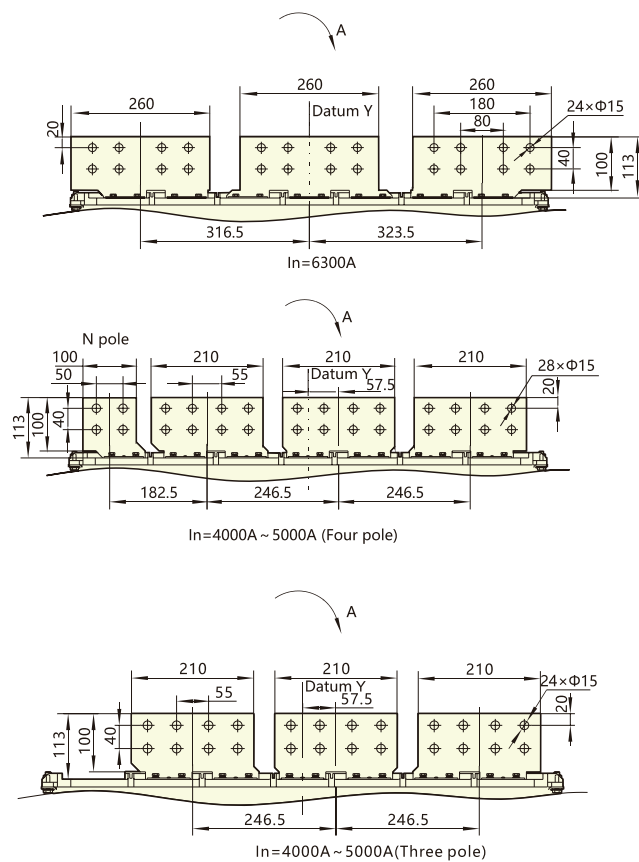 A
260
260
260
Datum Y
180
24×Φ15
80
20
40
100
113
316.5
323.5
In=6300A
A
N pole
100
210
210
210
Datum Y
50
55
57.5
28×Φ15
20
113
100
40
182.5
246.5
246.5
In=4000A~5000A (Four pole)
A
210
210
210
Datum Y
55
57.5
24×Φ15
20
113
100
40
246.5
246.5
In=4000A~5000A(Three pole)